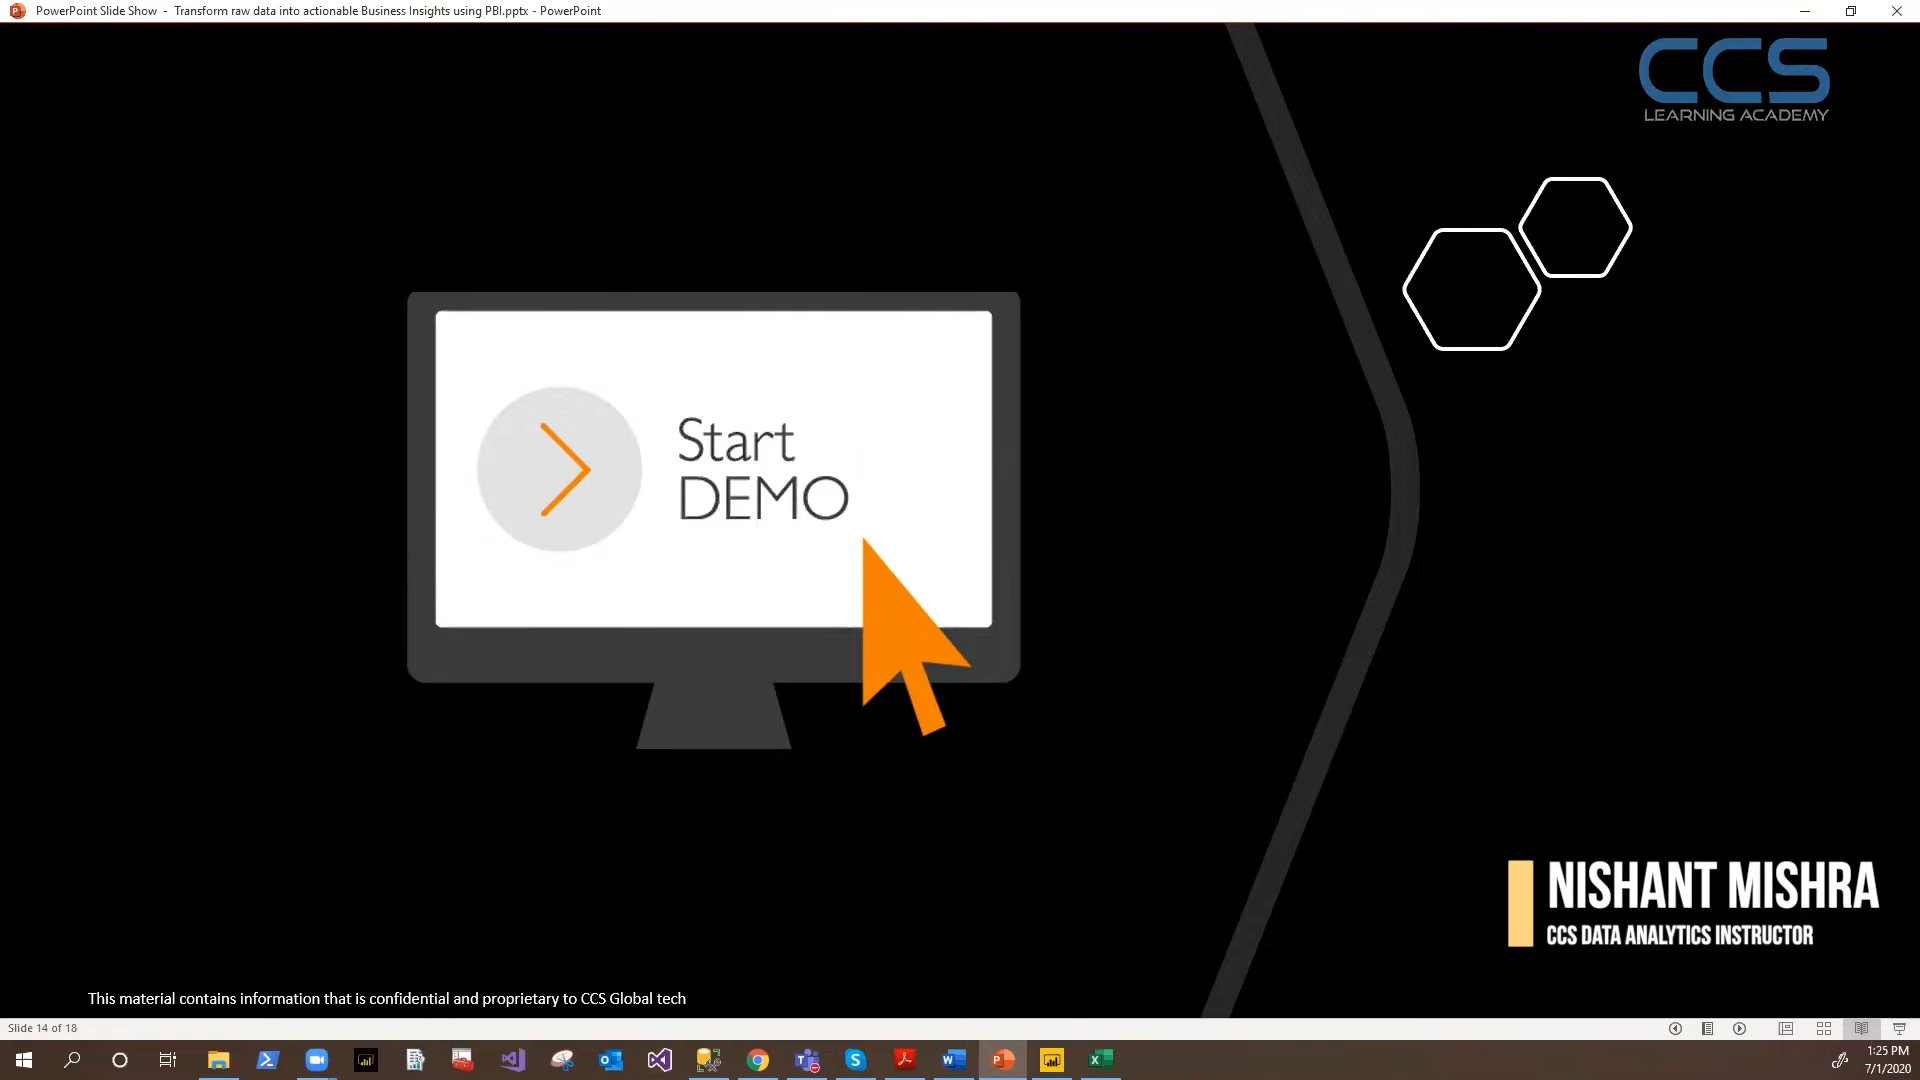 PowerPoint Slide Show - Transform raw data into actionable Business Insights using PBI.pptx - PowerPoint
CCS
LEARNING ACADEMY
Start
DEMO
NISHANT MISHRA
CCS DATA ANALYTICS INSTRUCTOR
This material contains information that is confidential and proprietary to CCS Global tech
Slide 14 of 18
1:25 PM
7/1/2020